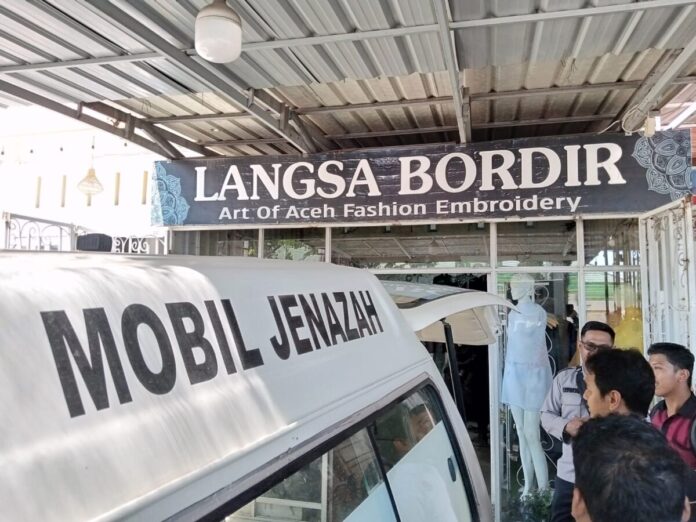 LANGSA BORDIR
Art Of Aceh Fashion Embroidery
MOBIL JENAZAH